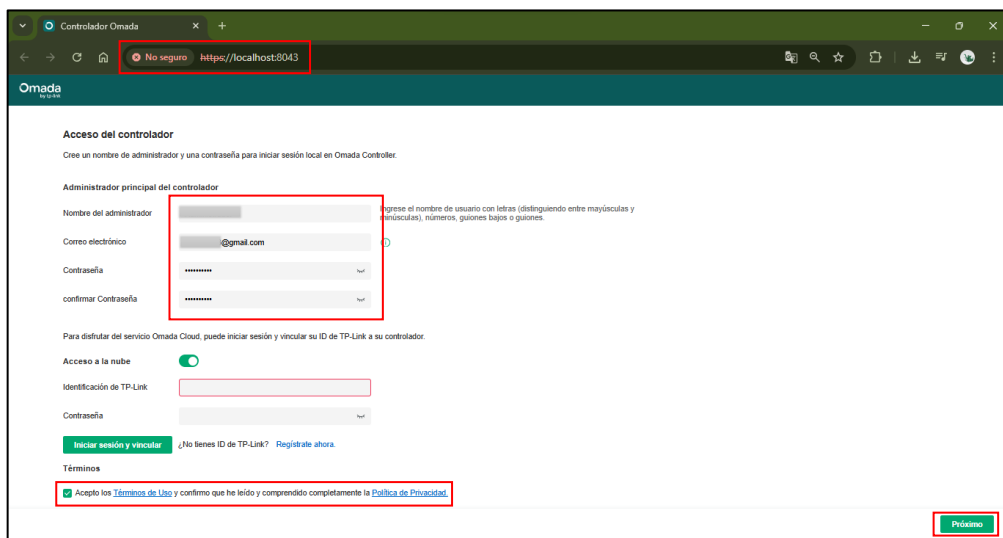 Controlador Omada
No seguro https://localhost:8043
Omada
by tp-link
Acceso del controlador
Cree un nombre de administrador y una contraseña para iniciar sesión local en Omada Controller.
Administrador principal del controlador
Nombre del administrador
Ingrese el nombre de usuario con letras (distinguiendo entre mayúsculas y
minúsculas), números, guiones bajos o guiones.
Correo electrónico
@gmail.com
Contraseña
••••••••••
confirmar Contraseña
••••••••••
Para disfrutar del servicio Omada Cloud, puede iniciar sesión y vincular su ID de TP-Link a su controlador.
Acceso a la nube
Identificación de TP-Link
Contraseña
Iniciar sesión y vincular ¿No tienes ID de TP-Link? Regístrate ahora.
Términos
Acepto los Términos de Uso y confirmo que he leído y comprendido completamente la Política de Privacidad.
Próximo